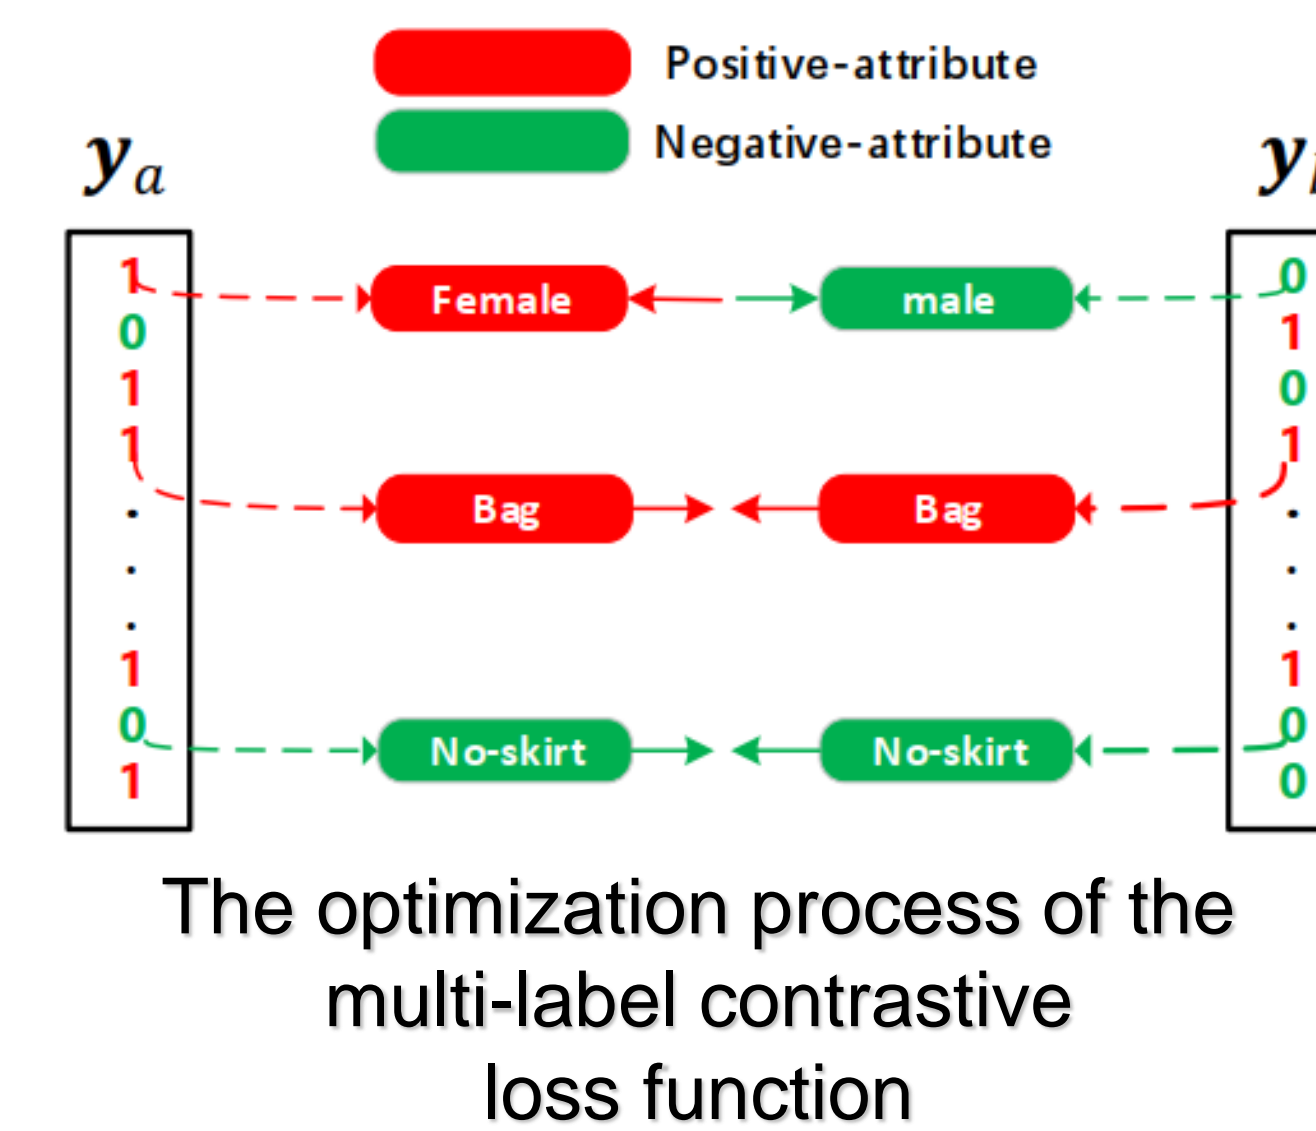 Positive-attribute
Negative-attribute
y_a y
1 Female male 0
0 1
1 0
1 1
. Bag Bag .
. .
. .
1 1
0 No-skirt No-skirt 0
1 0
The optimization process of the
multi-label contrastive
loss function